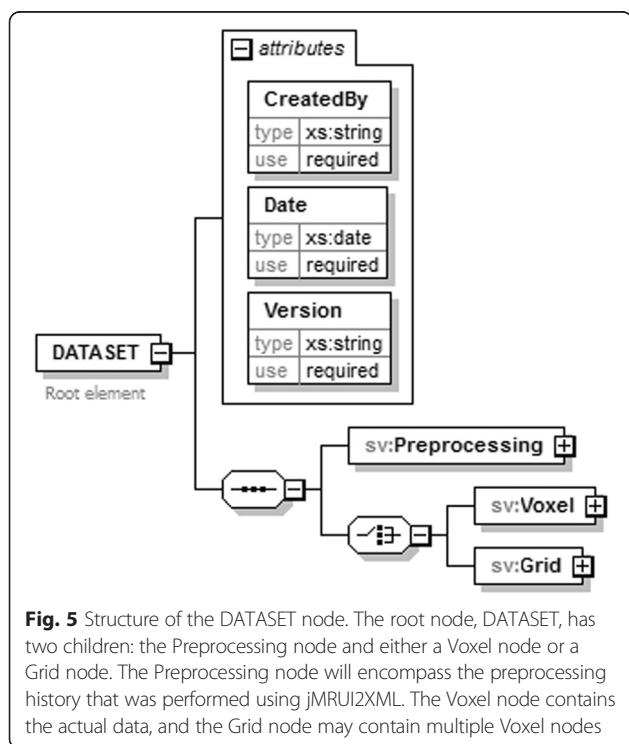 attributes
CreatedBy
type xs:string
use required
Date
type xs:date
use required
Version
type xs:string
use required
DATASET
Root element
sv:Preprocessing
sv:Voxel
sv:Grid
Fig. 5 Structure of the DATASET node. The root node, DATASET, has
two children: the Preprocessing node and either a Voxel node or a
Grid node. The Preprocessing node will encompass the preprocessing
history that was performed using jMRUI2XML. The Voxel node contains
the actual data, and the Grid node may contain multiple Voxel nodes